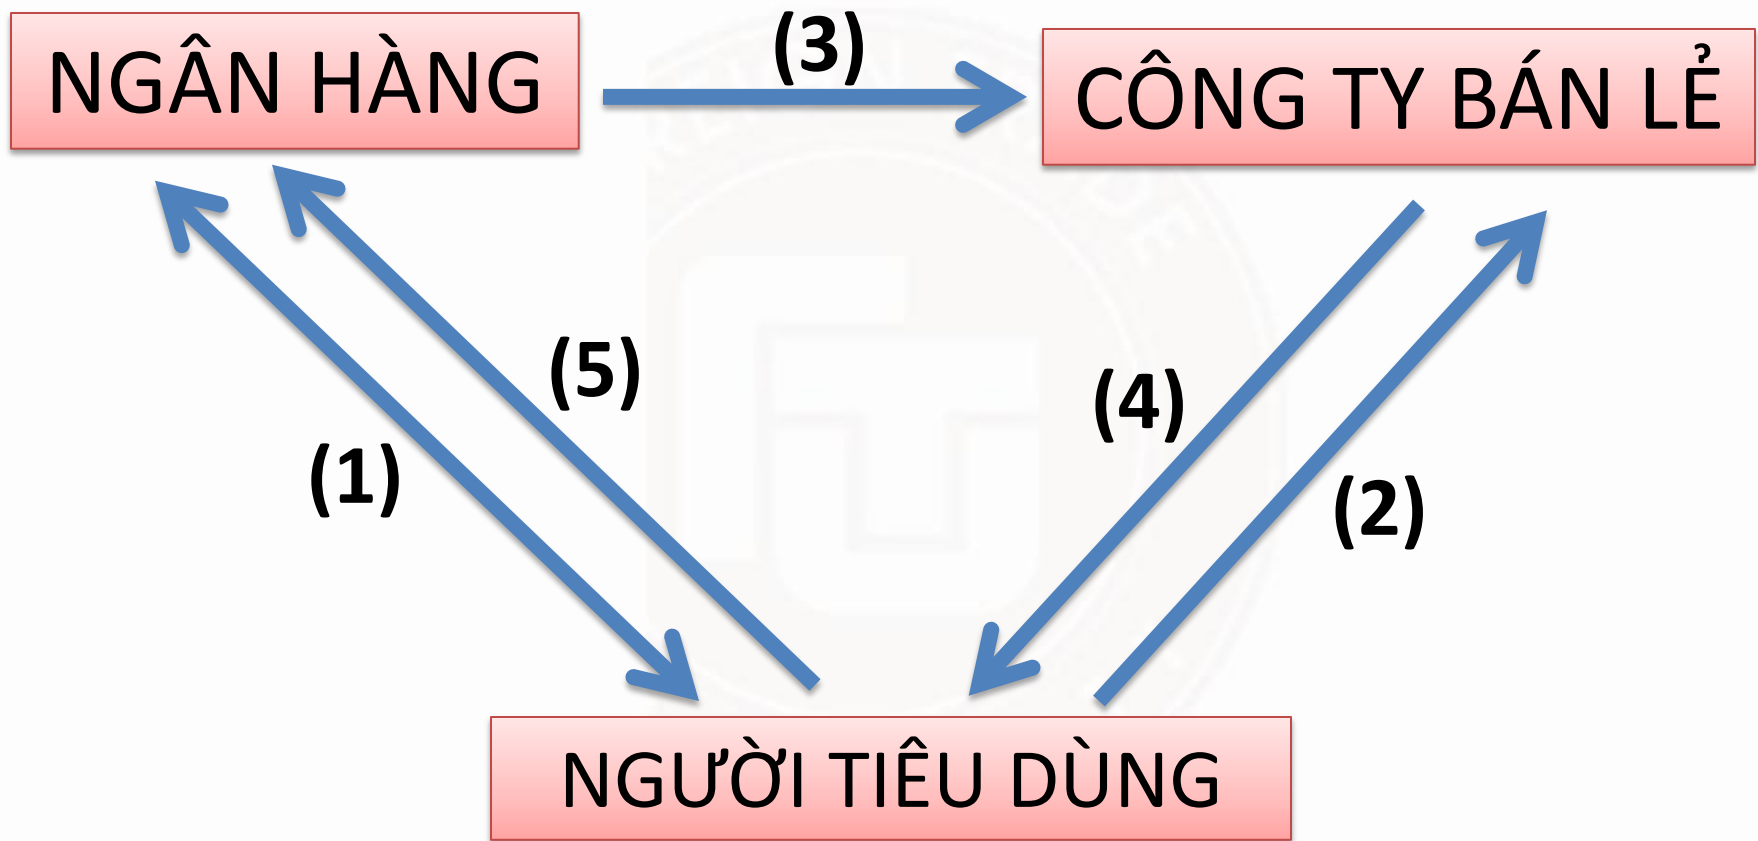 NGÂN HÀNG
(3)
CÔNG TY BÁN LẺ
(5)
(4)
(1)
(2)
NGƯỜI TIÊU DÙNG